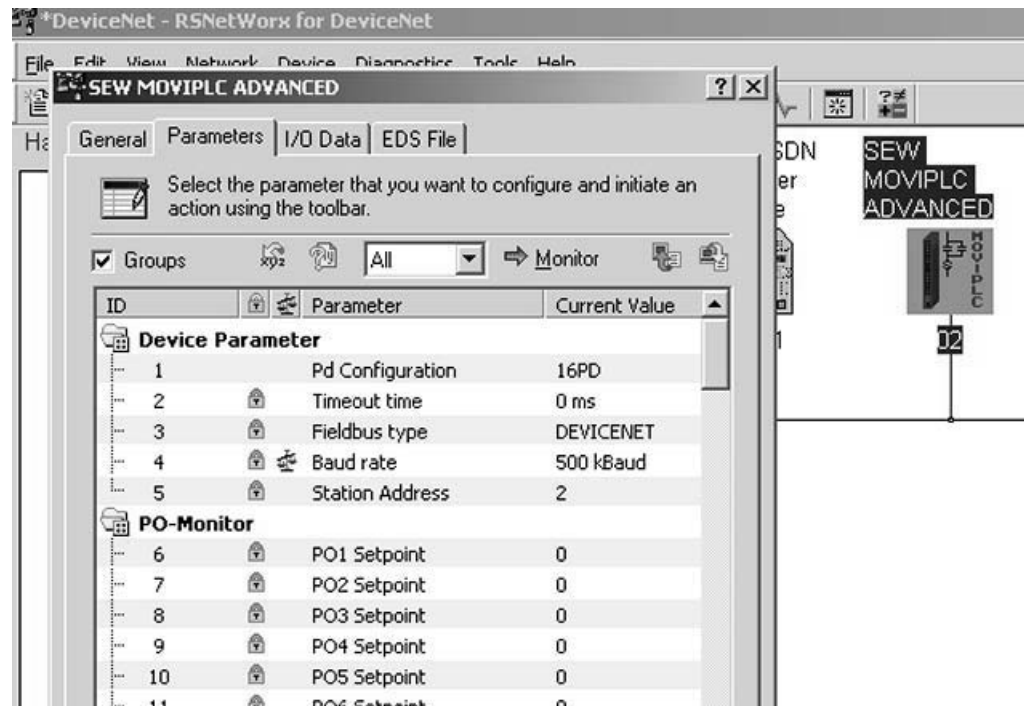 *DeviceNet - RSNetWorx for DeviceNet
File Edit View Network Device Diagnostics Tools Help
SEW MOVIPLC ADVANCED
General Parameters I/O Data EDS File
Select the parameter that you want to configure and initiate an
action using the toolbar.
Groups All Monitor
ID Parameter Current Value
Device Parameter
1 Pd Configuration 16PD
2 Timeout time 0 ms
3 Fieldbus type DEVICENET
4 Baud rate 500 kBaud
5 Station Address 2
PO-Monitor
6 PO1 Setpoint 0
7 PO2 Setpoint 0
8 PO3 Setpoint 0
9 PO4 Setpoint 0
10 PO5 Setpoint 0
11 PO6 Setpoint 0
SEW
MOVIPLC
ADVANCED
MOVIPLC
02